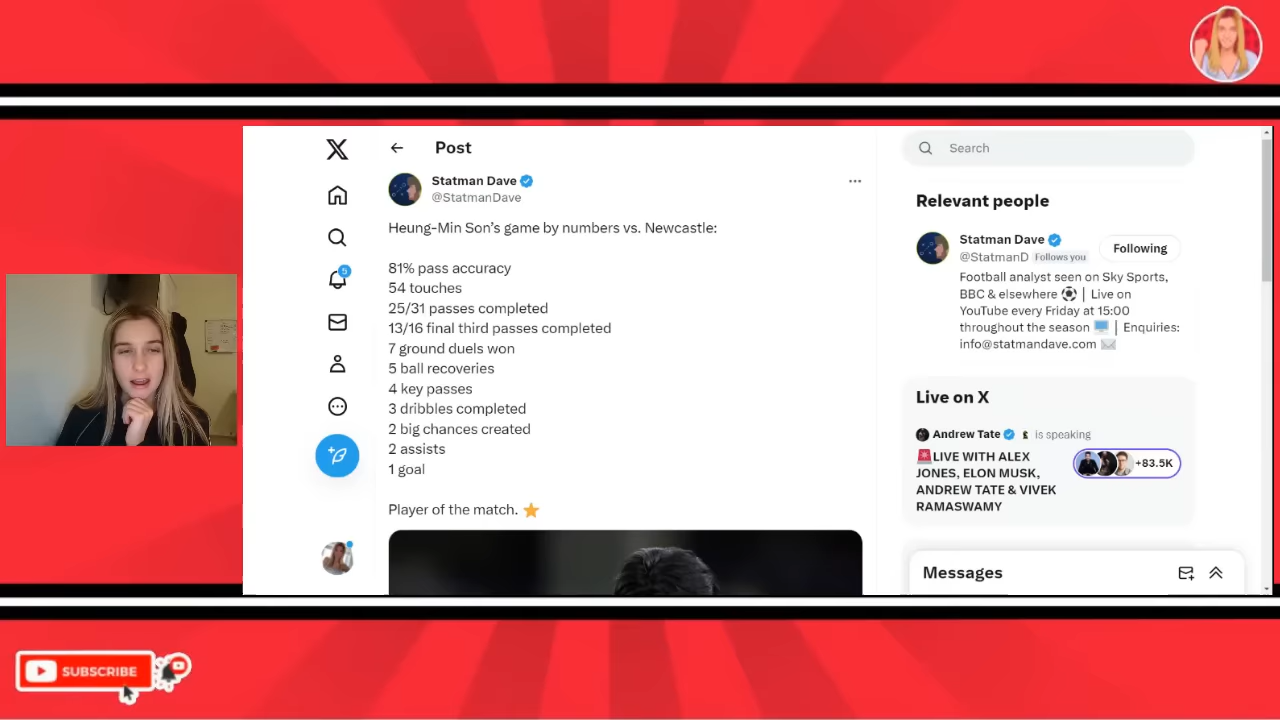 Post
Search
Statman Dave
@StatmanDave
Heung-Min Son's game by numbers vs. Newcastle:
81% pass accuracy
54 touches
25/31 passes completed
13/16 final third passes completed
7 ground duels won
5 ball recoveries
4 key passes
3 dribbles completed
2 big chances created
2 assists
1 goal
Player of the match.
5
Relevant people
Statman Dave
@StatmanD Follows you
Following
Football analyst seen on Sky Sports,
BBC & elsewhere | Live on
YouTube every Friday at 15:00
throughout the season | Enquiries:
info@statmandave.com
Live on X
Andrew Tate is speaking
LIVE WITH ALEX
JONES, ELON MUSK,
ANDREW TATE & VIVEK
RAMASWAMY
+83.5K
Messages
SUBSCRIBE